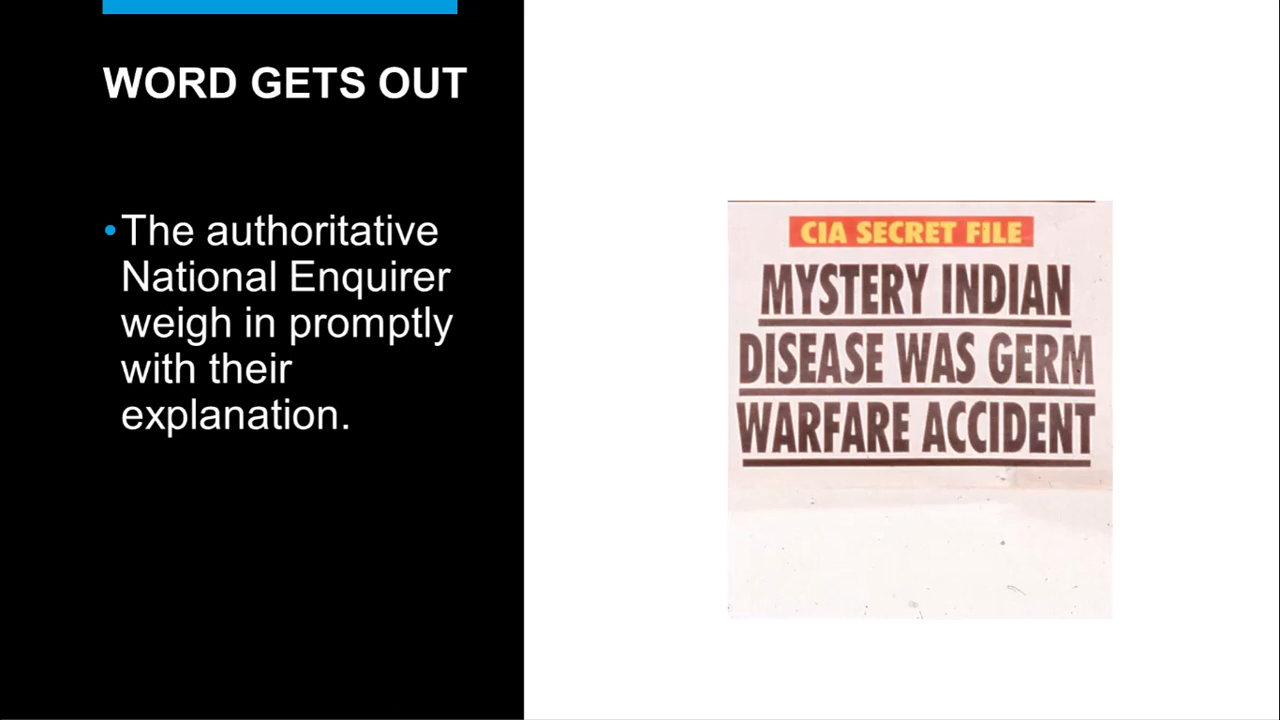 WORD GETS OUT
•The authoritative
National Enquirer
weigh in promptly
with their
explanation.
CIA SECRET FILE
MYSTERY INDIAN
DISEASE WAS GERM
WARFARE ACCIDENT